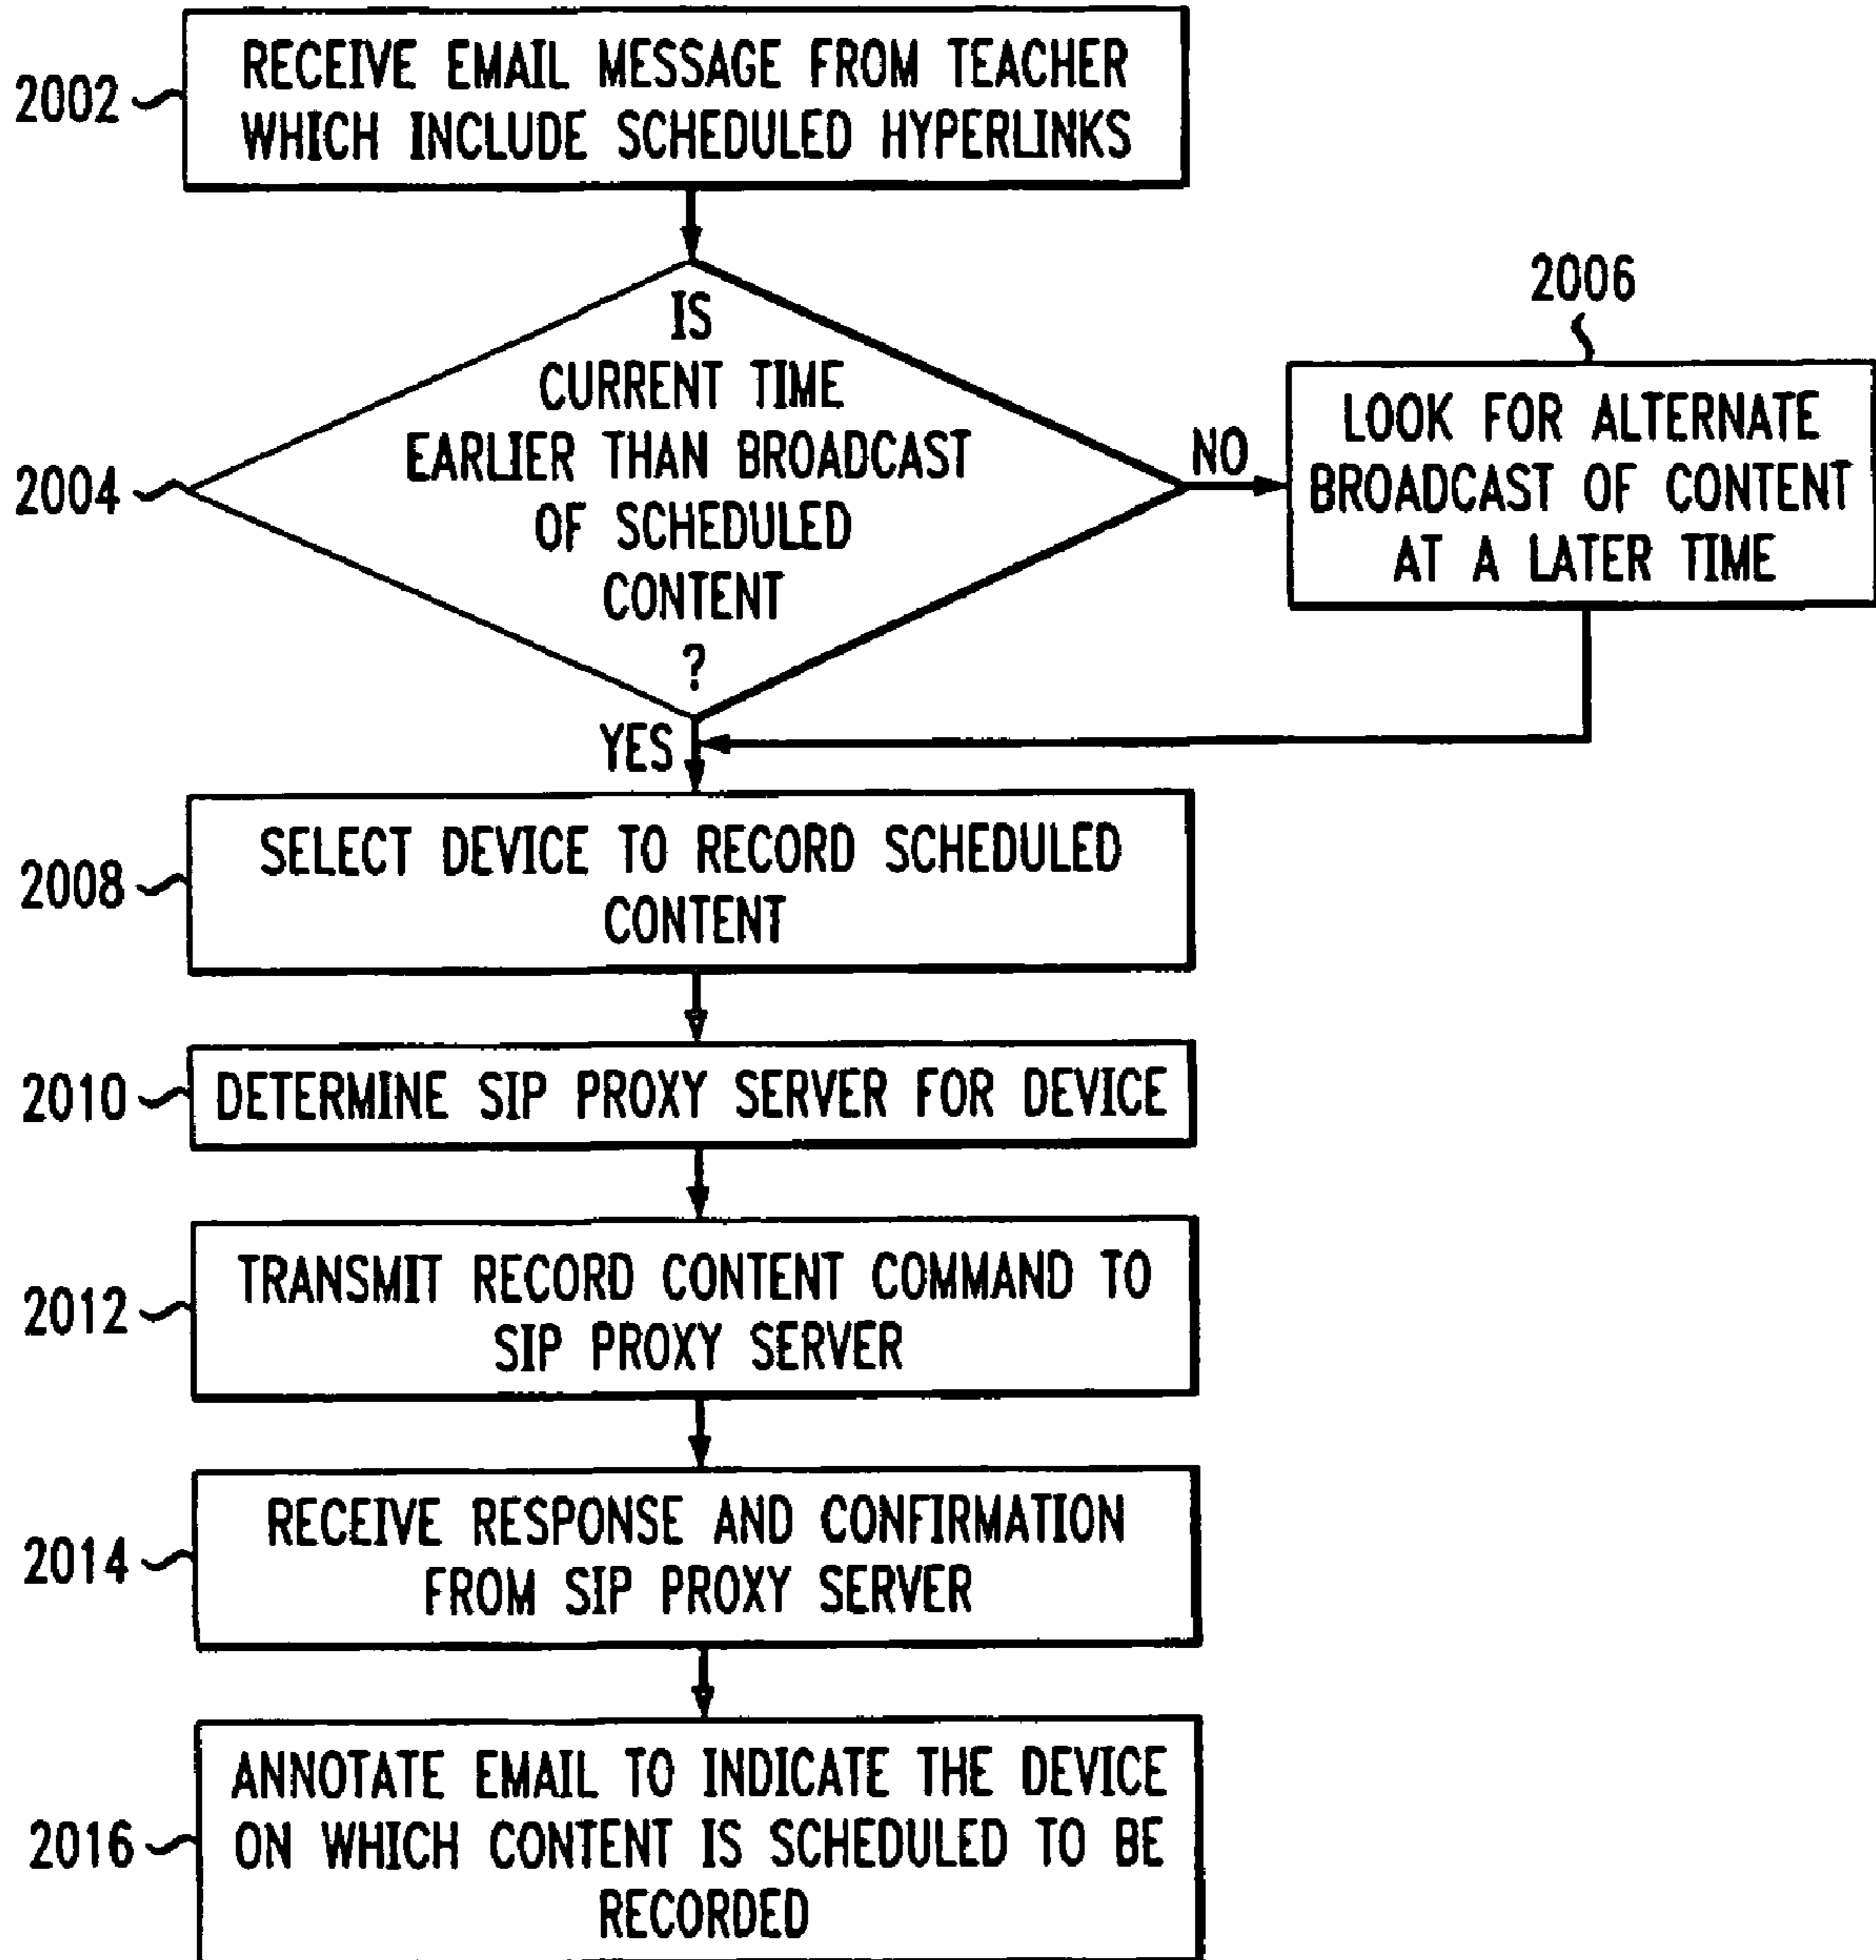 2002
RECEIVE EMAIL MESSAGE FROM TEACHER
WHICH INCLUDE SCHEDULED HYPERLINKS
2004
IS
CURRENT TIME
EARLIER THAN BROADCAST
OF SCHEDULED
CONTENT
?
NO
2006
LOOK FOR ALTERNATE
BROADCAST OF CONTENT
AT A LATER TIME
YES
2008
SELECT DEVICE TO RECORD SCHEDULED
CONTENT
2010
DETERMINE SIP PROXY SERVER FOR DEVICE
2012
TRANSMIT RECORD CONTENT COMMAND TO
SIP PROXY SERVER
2014
RECEIVE RESPONSE AND CONFIRMATION
FROM SIP PROXY SERVER
2016
ANNOTATE EMAIL TO INDICATE THE DEVICE
ON WHICH CONTENT IS SCHEDULED TO BE
RECORDED